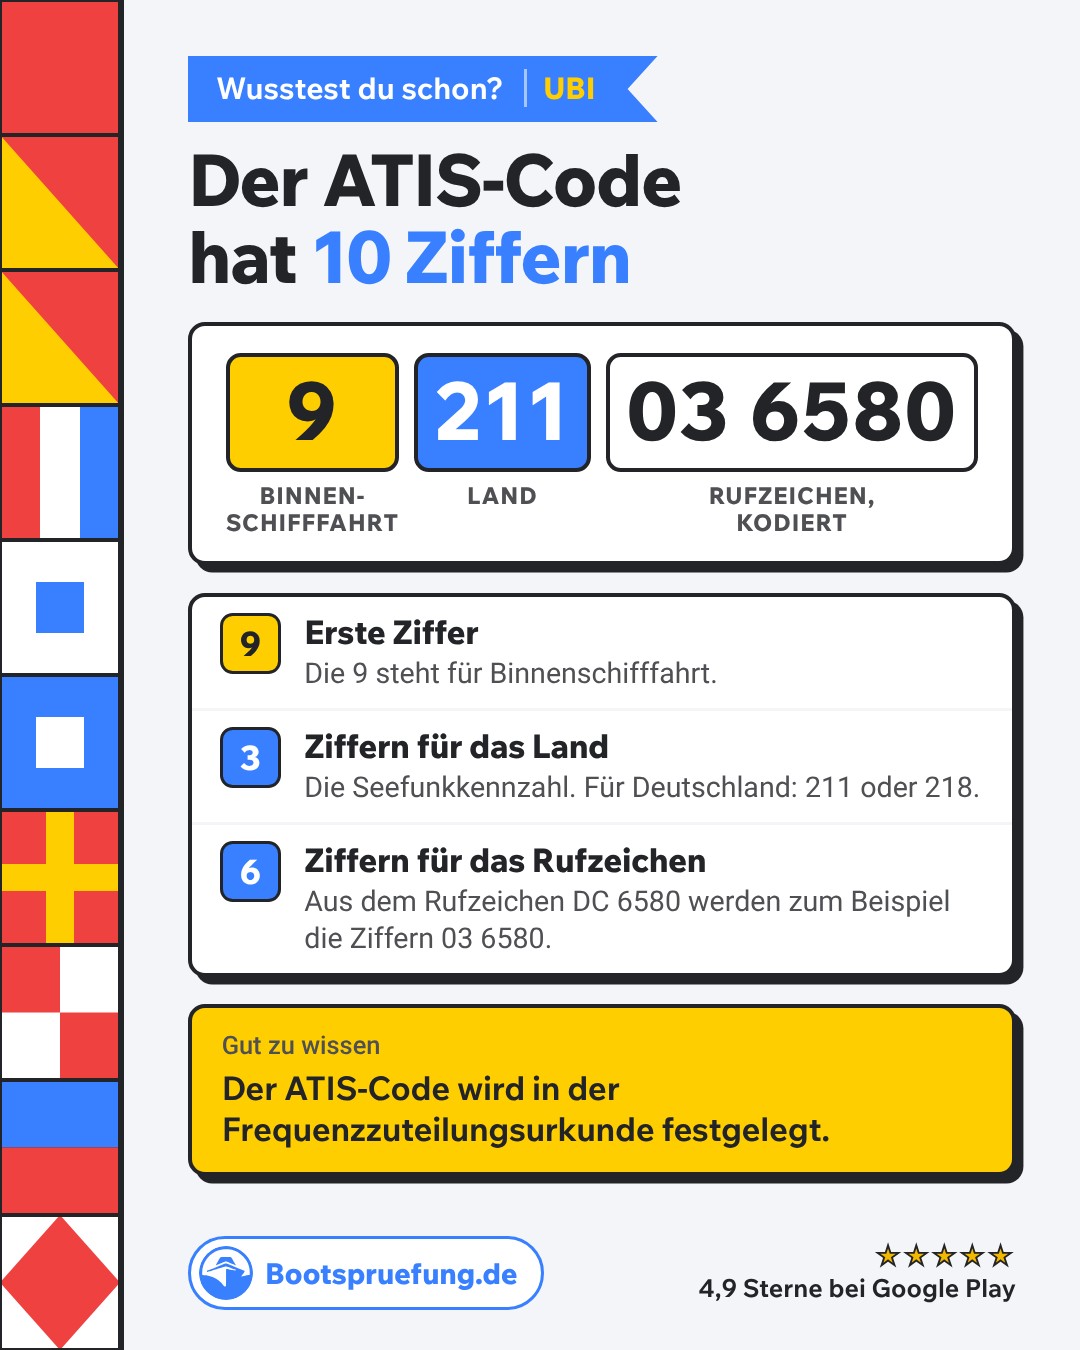 Wusstest du schon? | UBI
Der ATIS-Code
hat 10 Ziffern
9 211 03 6580
BINNEN-
SCHIFFFAHRT
LAND
RUFZEICHEN,
KODIERT
9 Erste Ziffer
Die 9 steht für Binnenschifffahrt.
3 Ziffern für das Land
Die Seefunkkennzahl. Für Deutschland: 211 oder 218.
6 Ziffern für das Rufzeichen
Aus dem Rufzeichen DC 6580 werden zum Beispiel
die Ziffern 03 6580.
Gut zu wissen
Der ATIS-Code wird in der
Frequenzzuteilungsurkunde festgelegt.
Bootspruefung.de
★★★★★
4,9 Sterne bei Google Play